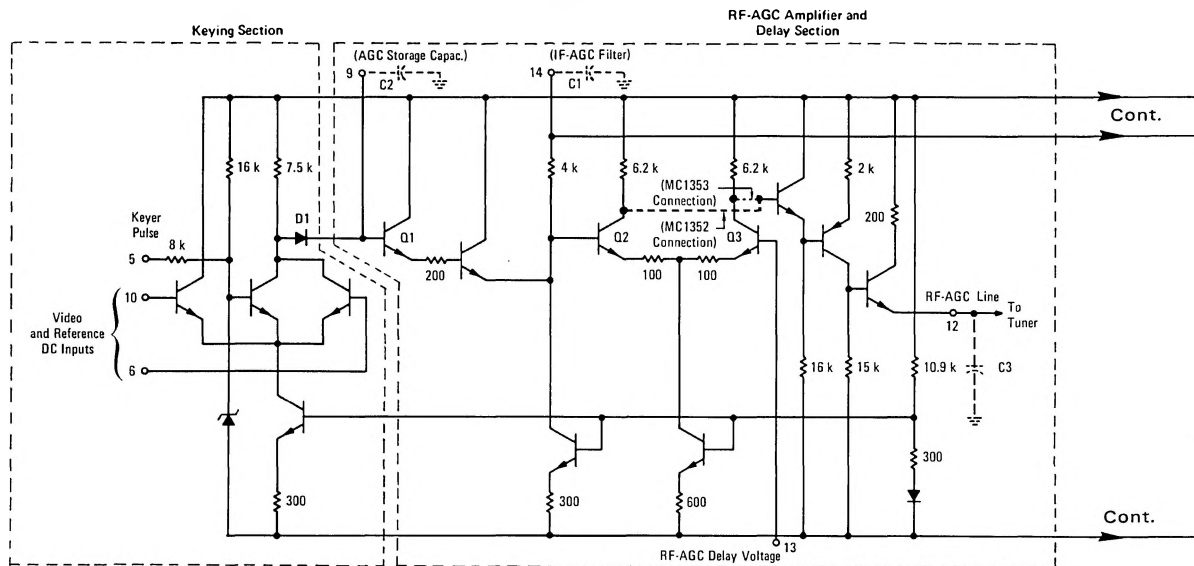 RF-AGC Amplifier and
Delay Section
Keying Section
(AGC Storage Capac.)
9
C2
(IF-AGC Filter)
14
C1
Cont.
16 k
7.5 k
4 k
6.2 k
6.2 k
2 k
(MC1353
Connection)
(MC1352
Connection)
200
Keyer
Pulse
5
8 k
D1
Q1
200
Q2
Q3
100
100
10
Video
and Reference
DC Inputs
6
RF-AGC Line
12
To
Tuner
16 k
15 k
10.9 k
C3
300
300
600
300
Cont.
RF-AGC Delay Voltage
13